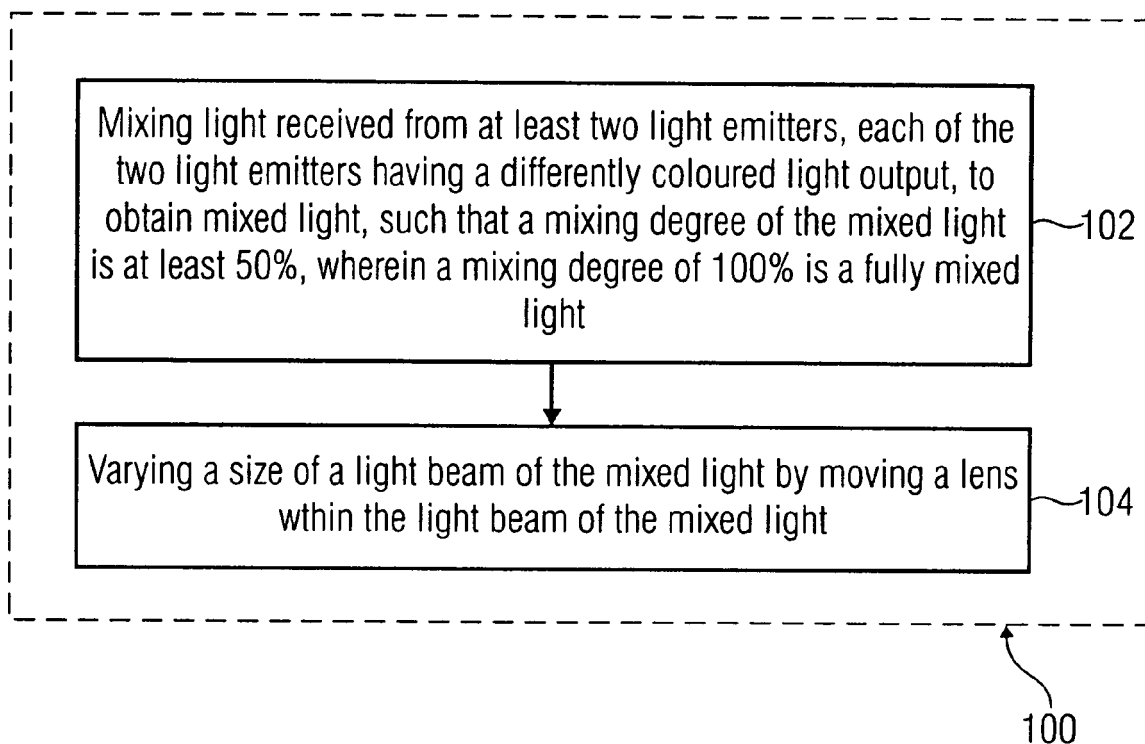 Mixing light received from at least two light emitters, each of the
two light emitters having a differently coloured light output, to
obtain mixed light, such that a mixing degree of the mixed light
is at least 50%, wherein a mixing degree of 100% is a fully mixed
light
102
Varying a size of a light beam of the mixed light by moving a lens
wthin the light beam of the mixed light
104
100